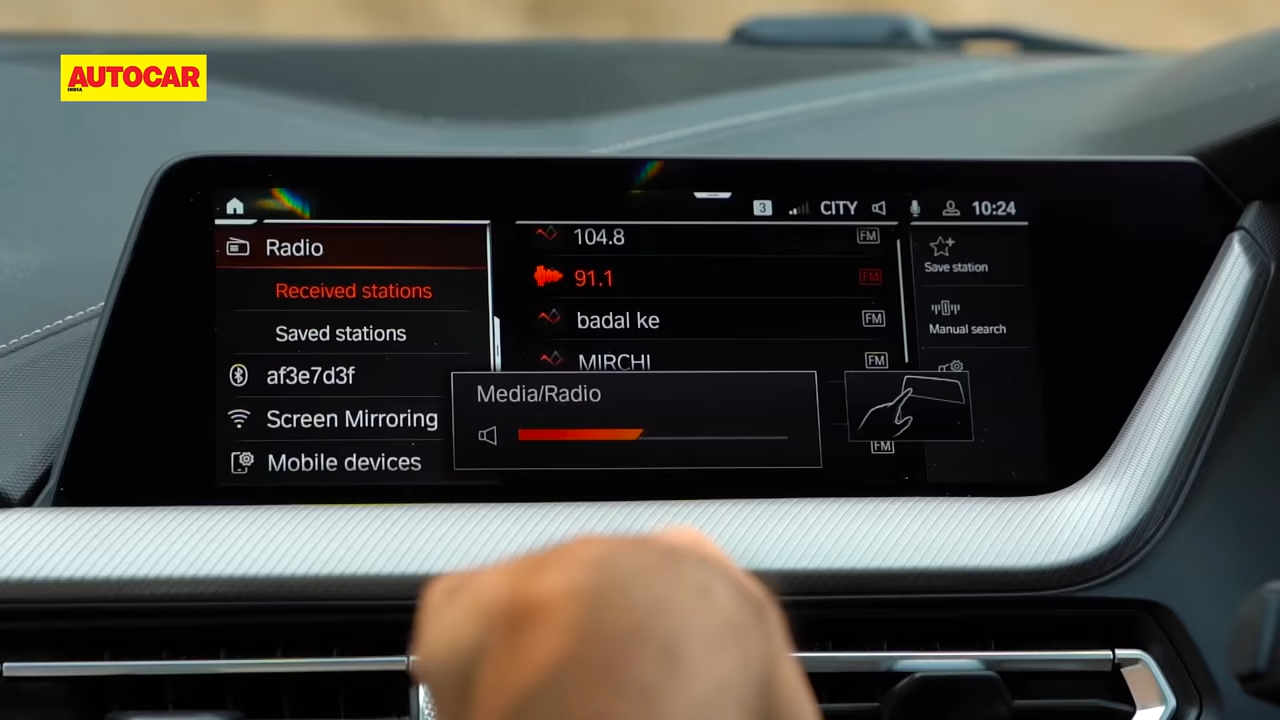 AUTOCAR
INDIA
3
CITY
10:24
Radio
Received stations
Saved stations
af3e7d3f
Screen Mirroring
Mobile devices
104.8 FM
91.1 FM
badal ke FM
MIRCHI FM
FM
Media/Radio
Save station
Manual search